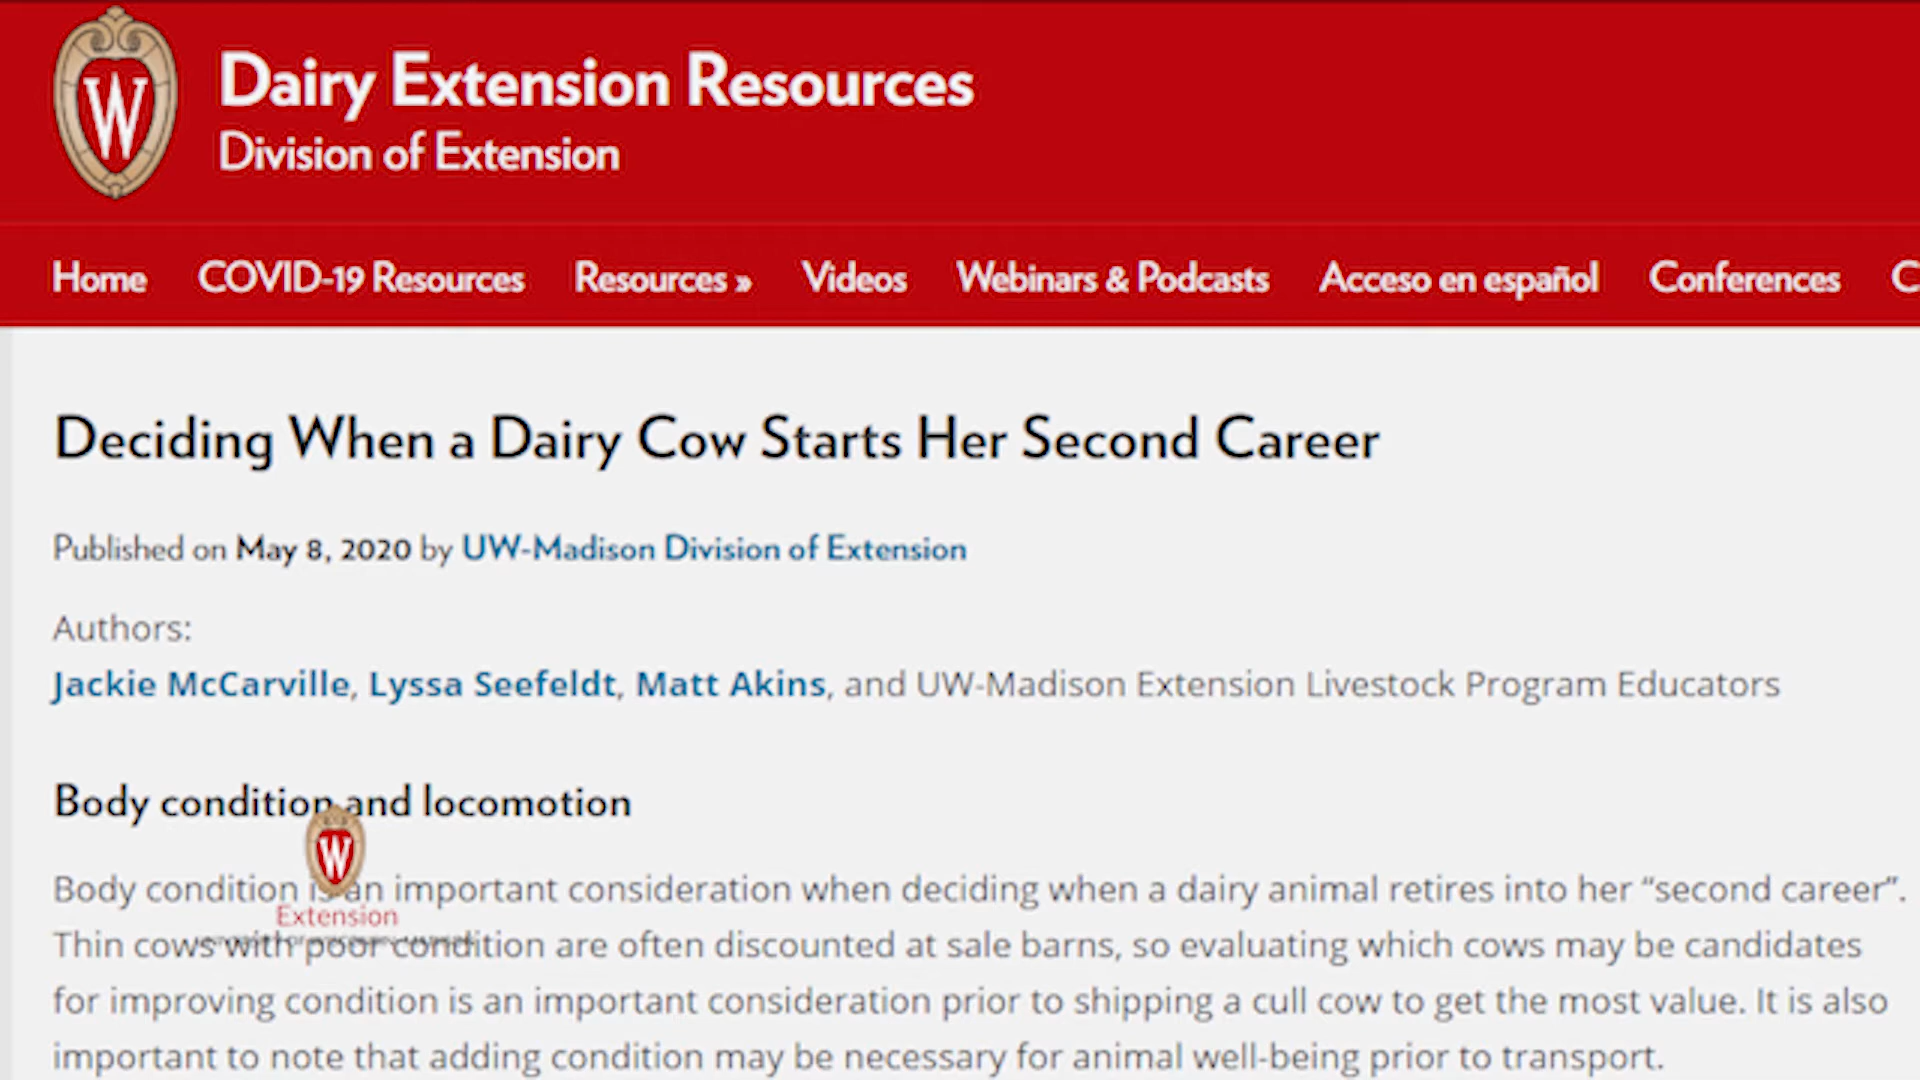 W
Dairy Extension Resources
Division of Extension
Home COVID-19 Resources Resources » Videos Webinars & Podcasts Acceso en español Conferences C
Deciding When a Dairy Cow Starts Her Second Career
Published on May 8, 2020 by UW-Madison Division of Extension
Authors:
Jackie McCarville, Lyssa Seefeldt, Matt Akins, and UW-Madison Extension Livestock Program Educators
Body condition and locomotion
W
Body condition is an important consideration when deciding when a dairy animal retires into her “second career”.
Extension
Thin cows with poor condition are often discounted at sale barns, so evaluating which cows may be candidates
for improving condition is an important consideration prior to shipping a cull cow to get the most value. It is also
important to note that adding condition may be necessary for animal well-being prior to transport.